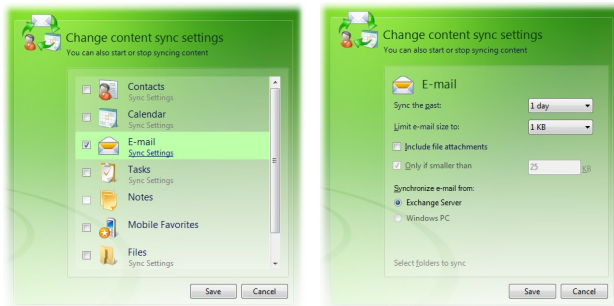 Change content sync settings
You can also start or stop syncing content
Contacts
Sync Settings
Calendar
Sync Settings
E-mail
Sync Settings
Tasks
Sync Settings
Notes
Mobile Favorites
Files
Sync Settings
Save Cancel
Change content sync settings
You can also start or stop syncing content
E-mail
Sync the past: 1 day
Limit e-mail size to: 1 KB
Include file attachments
Only if smaller than 25 KB
Synchronize e-mail from:
Exchange Server
Windows PC
Select folders to sync
Save Cancel